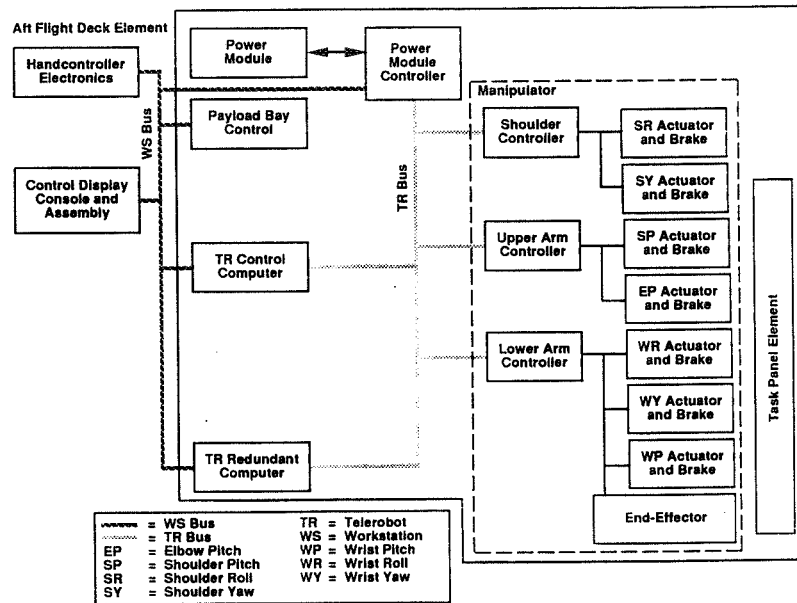 Aft Flight Deck Element
Handcontroller
Electronics
Control Display
Console and
Assembly
WS Bus
Power
Module
Power
Module
Controller
Payload Bay
Control
TR Bus
TR Control
Computer
TR Redundant
Computer
Manipulator
Shoulder
Controller
SR Actuator
and Brake
SY Actuator
and Brake
Upper Arm
Controller
SP Actuator
and Brake
EP Actuator
and Brake
Lower Arm
Controller
WR Actuator
and Brake
WY Actuator
and Brake
WP Actuator
and Brake
End-Effector
Task Panel Element
= WS Bus
= TR Bus
EP = Elbow Pitch
SP = Shoulder Pitch
SR = Shoulder Roll
SY = Shoulder Yaw
TR = Telerobot
WS = Workstation
WP = Wrist Pitch
WR = Wrist Roll
WY = Wrist Yaw